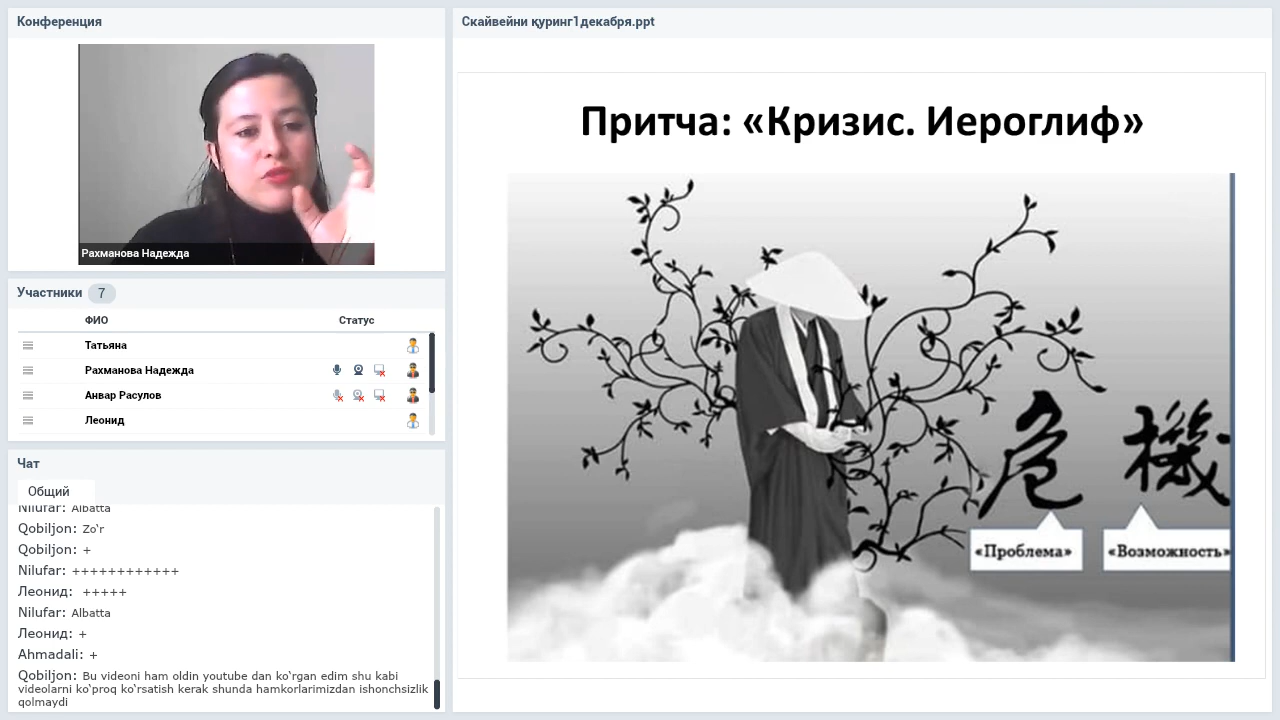 Конференция
Рахманова Надежда
Участники 7
ФИО Статус
Татьяна
Рахманова Надежда
Анвар Расулов
Леонид
Чат
Общий
Nilufar: Albatta
Qobiljon: Zo‘r
Qobiljon: +
Nilufar: ++++++++++++
Леонид: +++++
Nilufar: Albatta
Леонид: +
Ahmadali: +
Qobiljon: Bu videoni ham oldin youtube dan ko‘rgan edim shu kabi
videolarni ko‘proq ko‘rsatish kerak shunda hamkorlarimizdan ishonchsizlik
qolmaydi
Скайвейни қуринг1декабря.ppt
Притча: «Кризис. Иероглиф»
危 機
«Проблема» «Возможность»